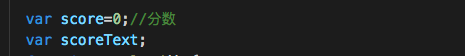 var score=0;//分数
var scoreText;